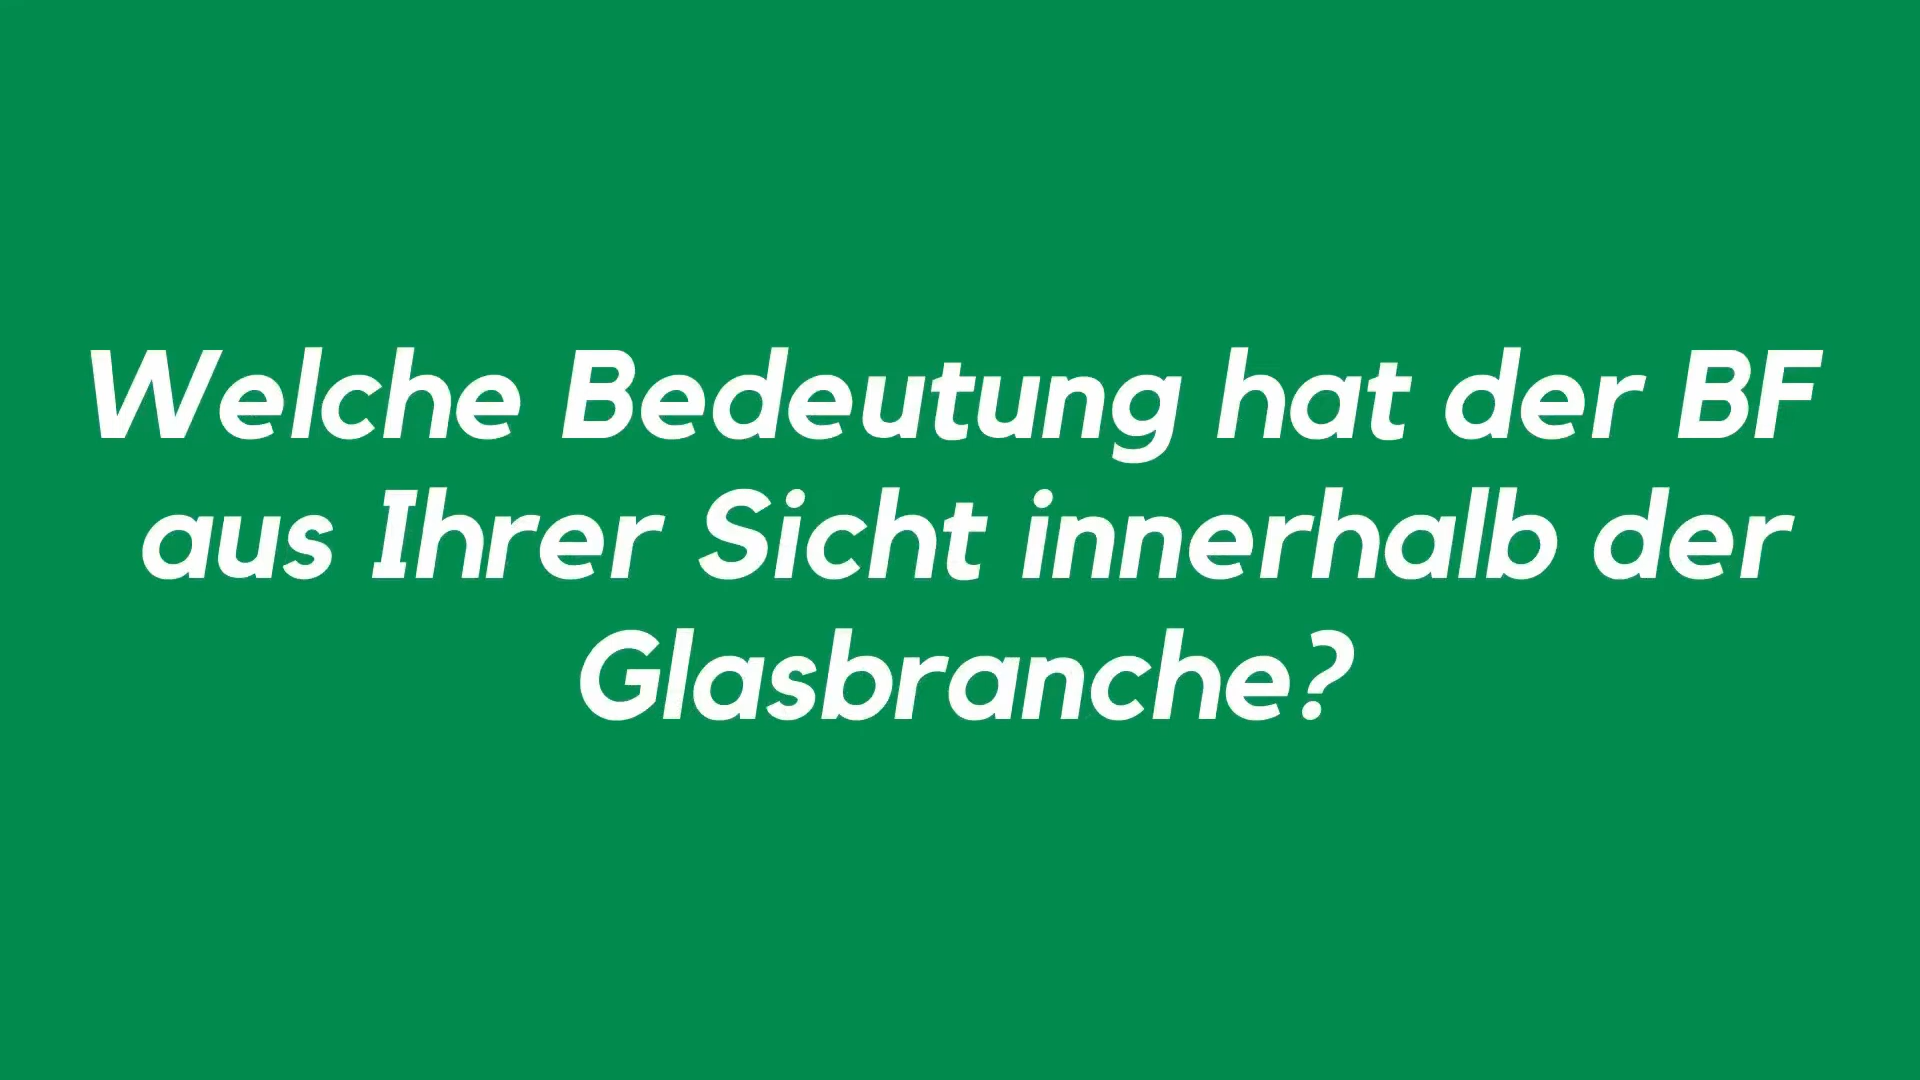 Welche Bedeutung hat der BF
aus Ihrer Sicht innerhalb der
Glasbranche?